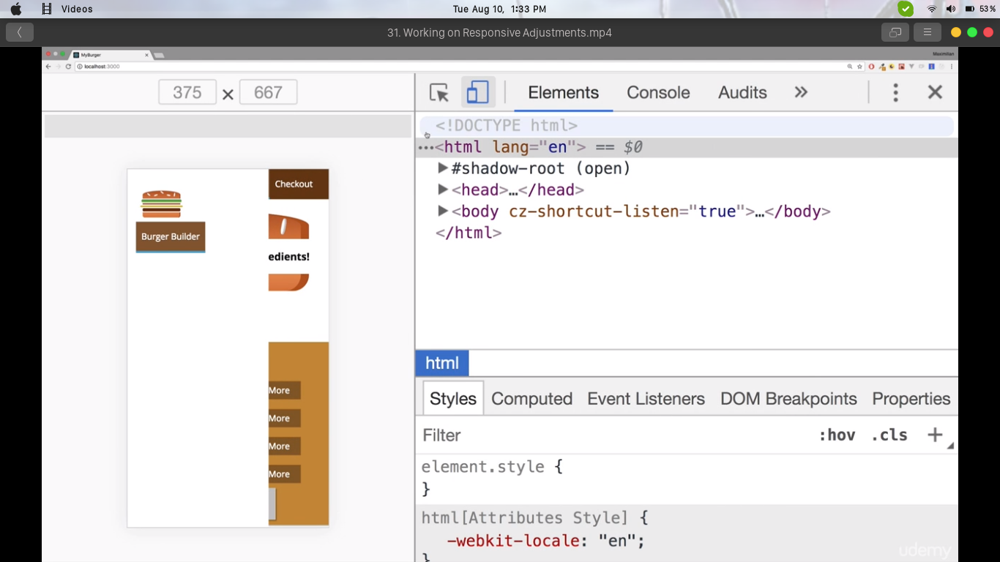 Videos
Tue Aug 10, 1:33 PM
53%
31. Working on Responsive Adjustments.mp4
MyBurger
Maximilian
localhost:3000
375 × 667
Elements Console Audits »
<!DOCTYPE html>
•••<html lang="en"> == $0
▶#shadow-root (open)
▶<head>…</head>
▶<body cz-shortcut-listen="true">…</body>
</html>
Checkout
Burger Builder
edients!
More
More
More
More
html
Styles Computed Event Listeners DOM Breakpoints Properties
Filter :hov .cls +
element.style {
}
html[Attributes Style] {
-webkit-locale: "en";
}
udemy